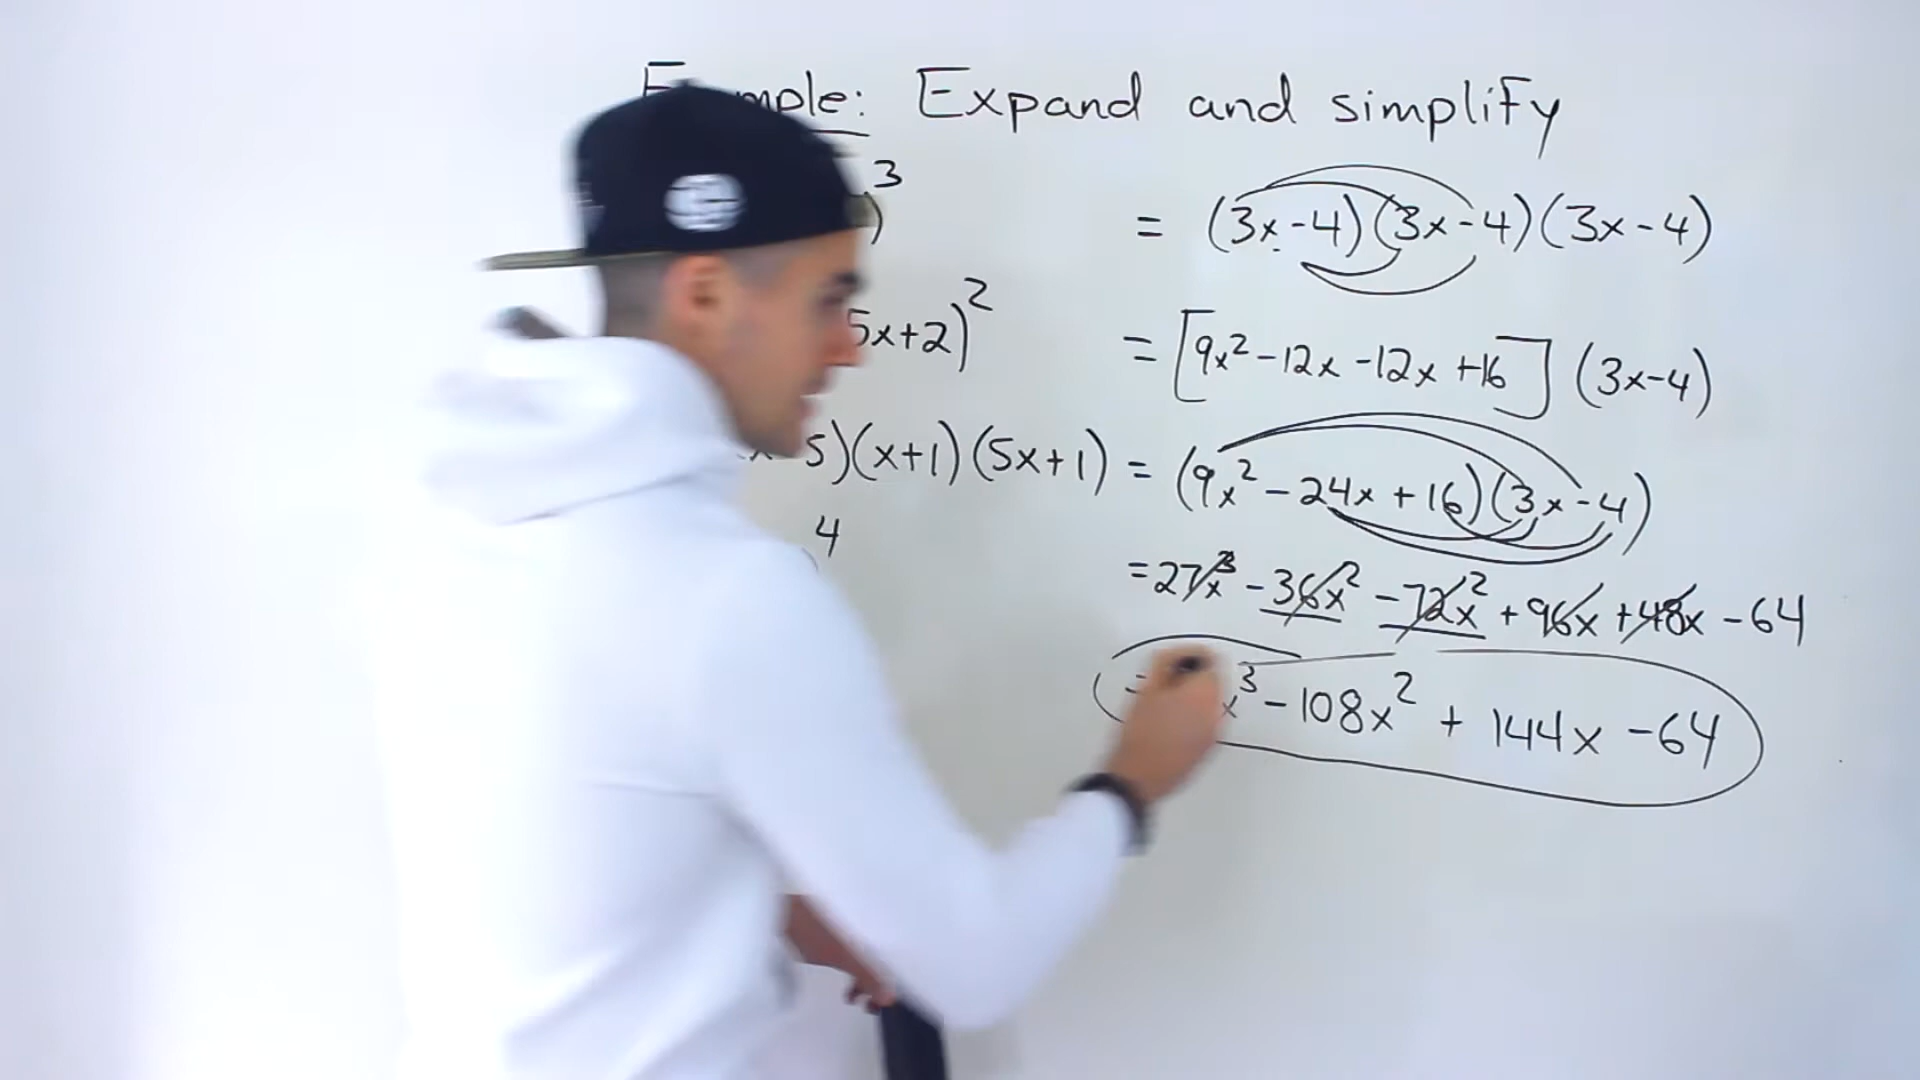 Example: Expand and simplify
3
)
= (3x-4)(3x-4)(3x-4)
5x+2)²
= [9x²-12x-12x+16](3x-4)
5)(x+1)(5x+1)
= (9x²-24x+16)(3x-4)
4
= 27x³ -36x² -72x² +96x +48x -64
= x³ -108x² + 144x -64